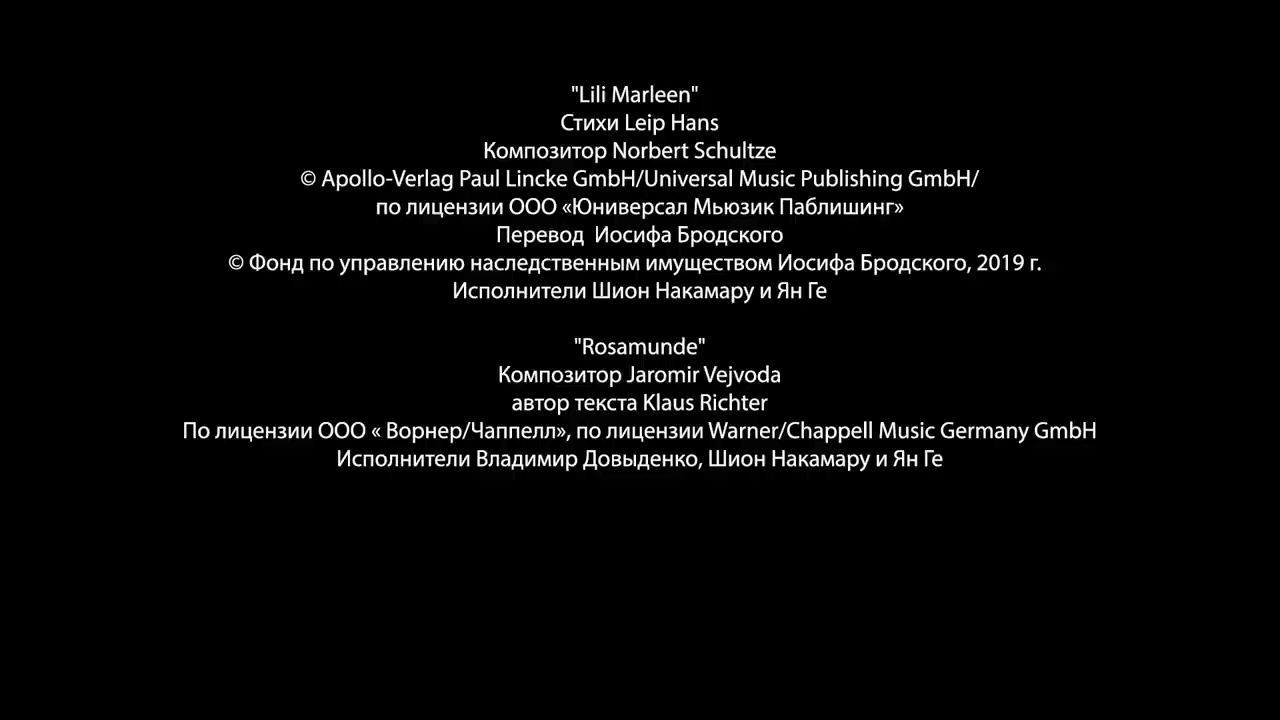 "Lili Marleen"
Стихи Leip Hans
Композитор Norbert Schultze
© Apollo-Verlag Paul Lincke GmbH/Universal Music Publishing GmbH/
по лицензии ООО «Юниверсал Мьюзик Паблишинг»
Перевод  Иосифа Бродского
© Фонд по управлению наследственным имуществом Иосифа Бродского, 2019 г.
Исполнители Шион Накамару и Ян Ге
"Rosamunde"
Композитор Jaromir Vejvoda
автор текста Klaus Richter
По лицензии ООО « Ворнер/Чаппелл», по лицензии Warner/Chappell Music Germany GmbH
Исполнители Владимир Довыденко, Шион Накамару и Ян Ге